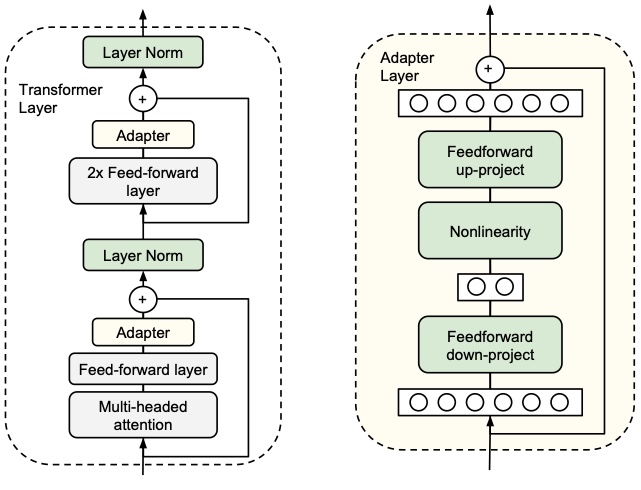 Layer Norm
Transformer
Layer
+
Adapter
2x Feed-forward
layer
Layer Norm
+
Adapter
Feed-forward layer
Multi-headed
attention
Adapter
Layer
+
Feedforward
up-project
Nonlinearity
Feedforward
down-project